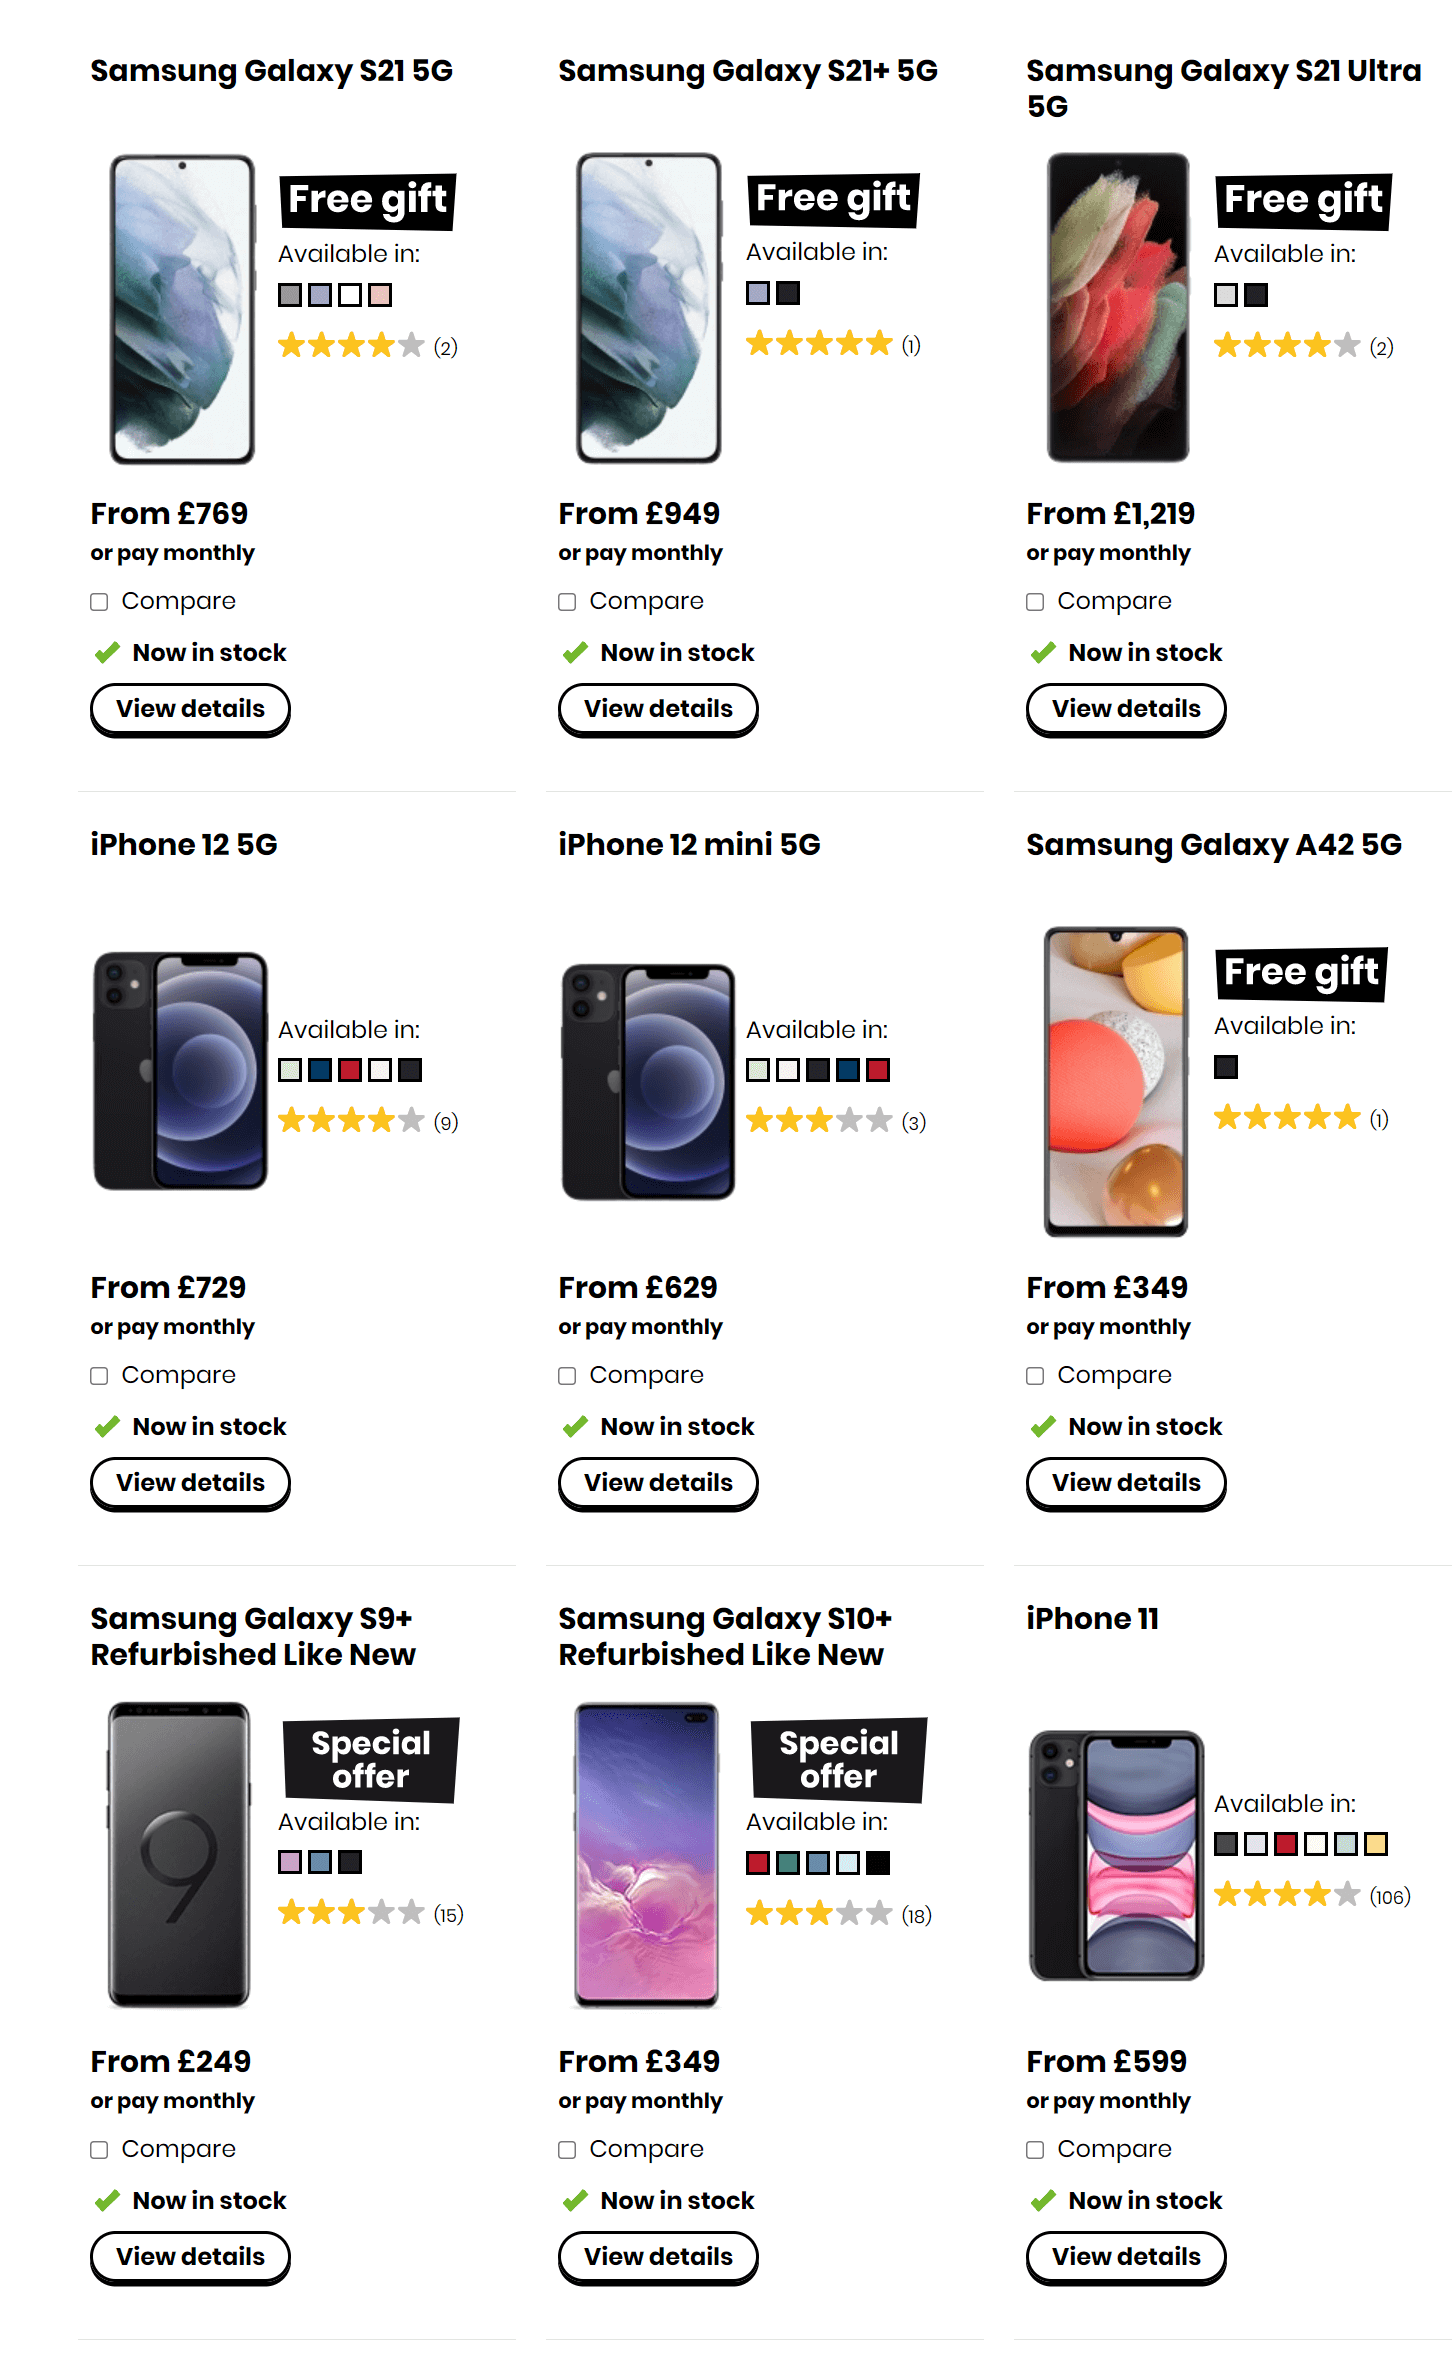 Samsung Galaxy S21 5G
Free gift
Available in:
(2)
From £769
or pay monthly
Compare
Now in stock
View details
Samsung Galaxy S21+ 5G
Free gift
Available in:
(1)
From £949
or pay monthly
Compare
Now in stock
View details
Samsung Galaxy S21 Ultra
5G
Free gift
Available in:
(2)
From £1,219
or pay monthly
Compare
Now in stock
View details
iPhone 12 5G
Available in:
(9)
From £729
or pay monthly
Compare
Now in stock
View details
iPhone 12 mini 5G
Available in:
(3)
From £629
or pay monthly
Compare
Now in stock
View details
Samsung Galaxy A42 5G
Free gift
Available in:
(1)
From £349
or pay monthly
Compare
Now in stock
View details
Samsung Galaxy S9+
Refurbished Like New
9
Special
offer
Available in:
(15)
From £249
or pay monthly
Compare
Now in stock
View details
Samsung Galaxy S10+
Refurbished Like New
Special
offer
Available in:
(18)
From £349
or pay monthly
Compare
Now in stock
View details
iPhone 11
Available in:
(106)
From £599
or pay monthly
Compare
Now in stock
View details